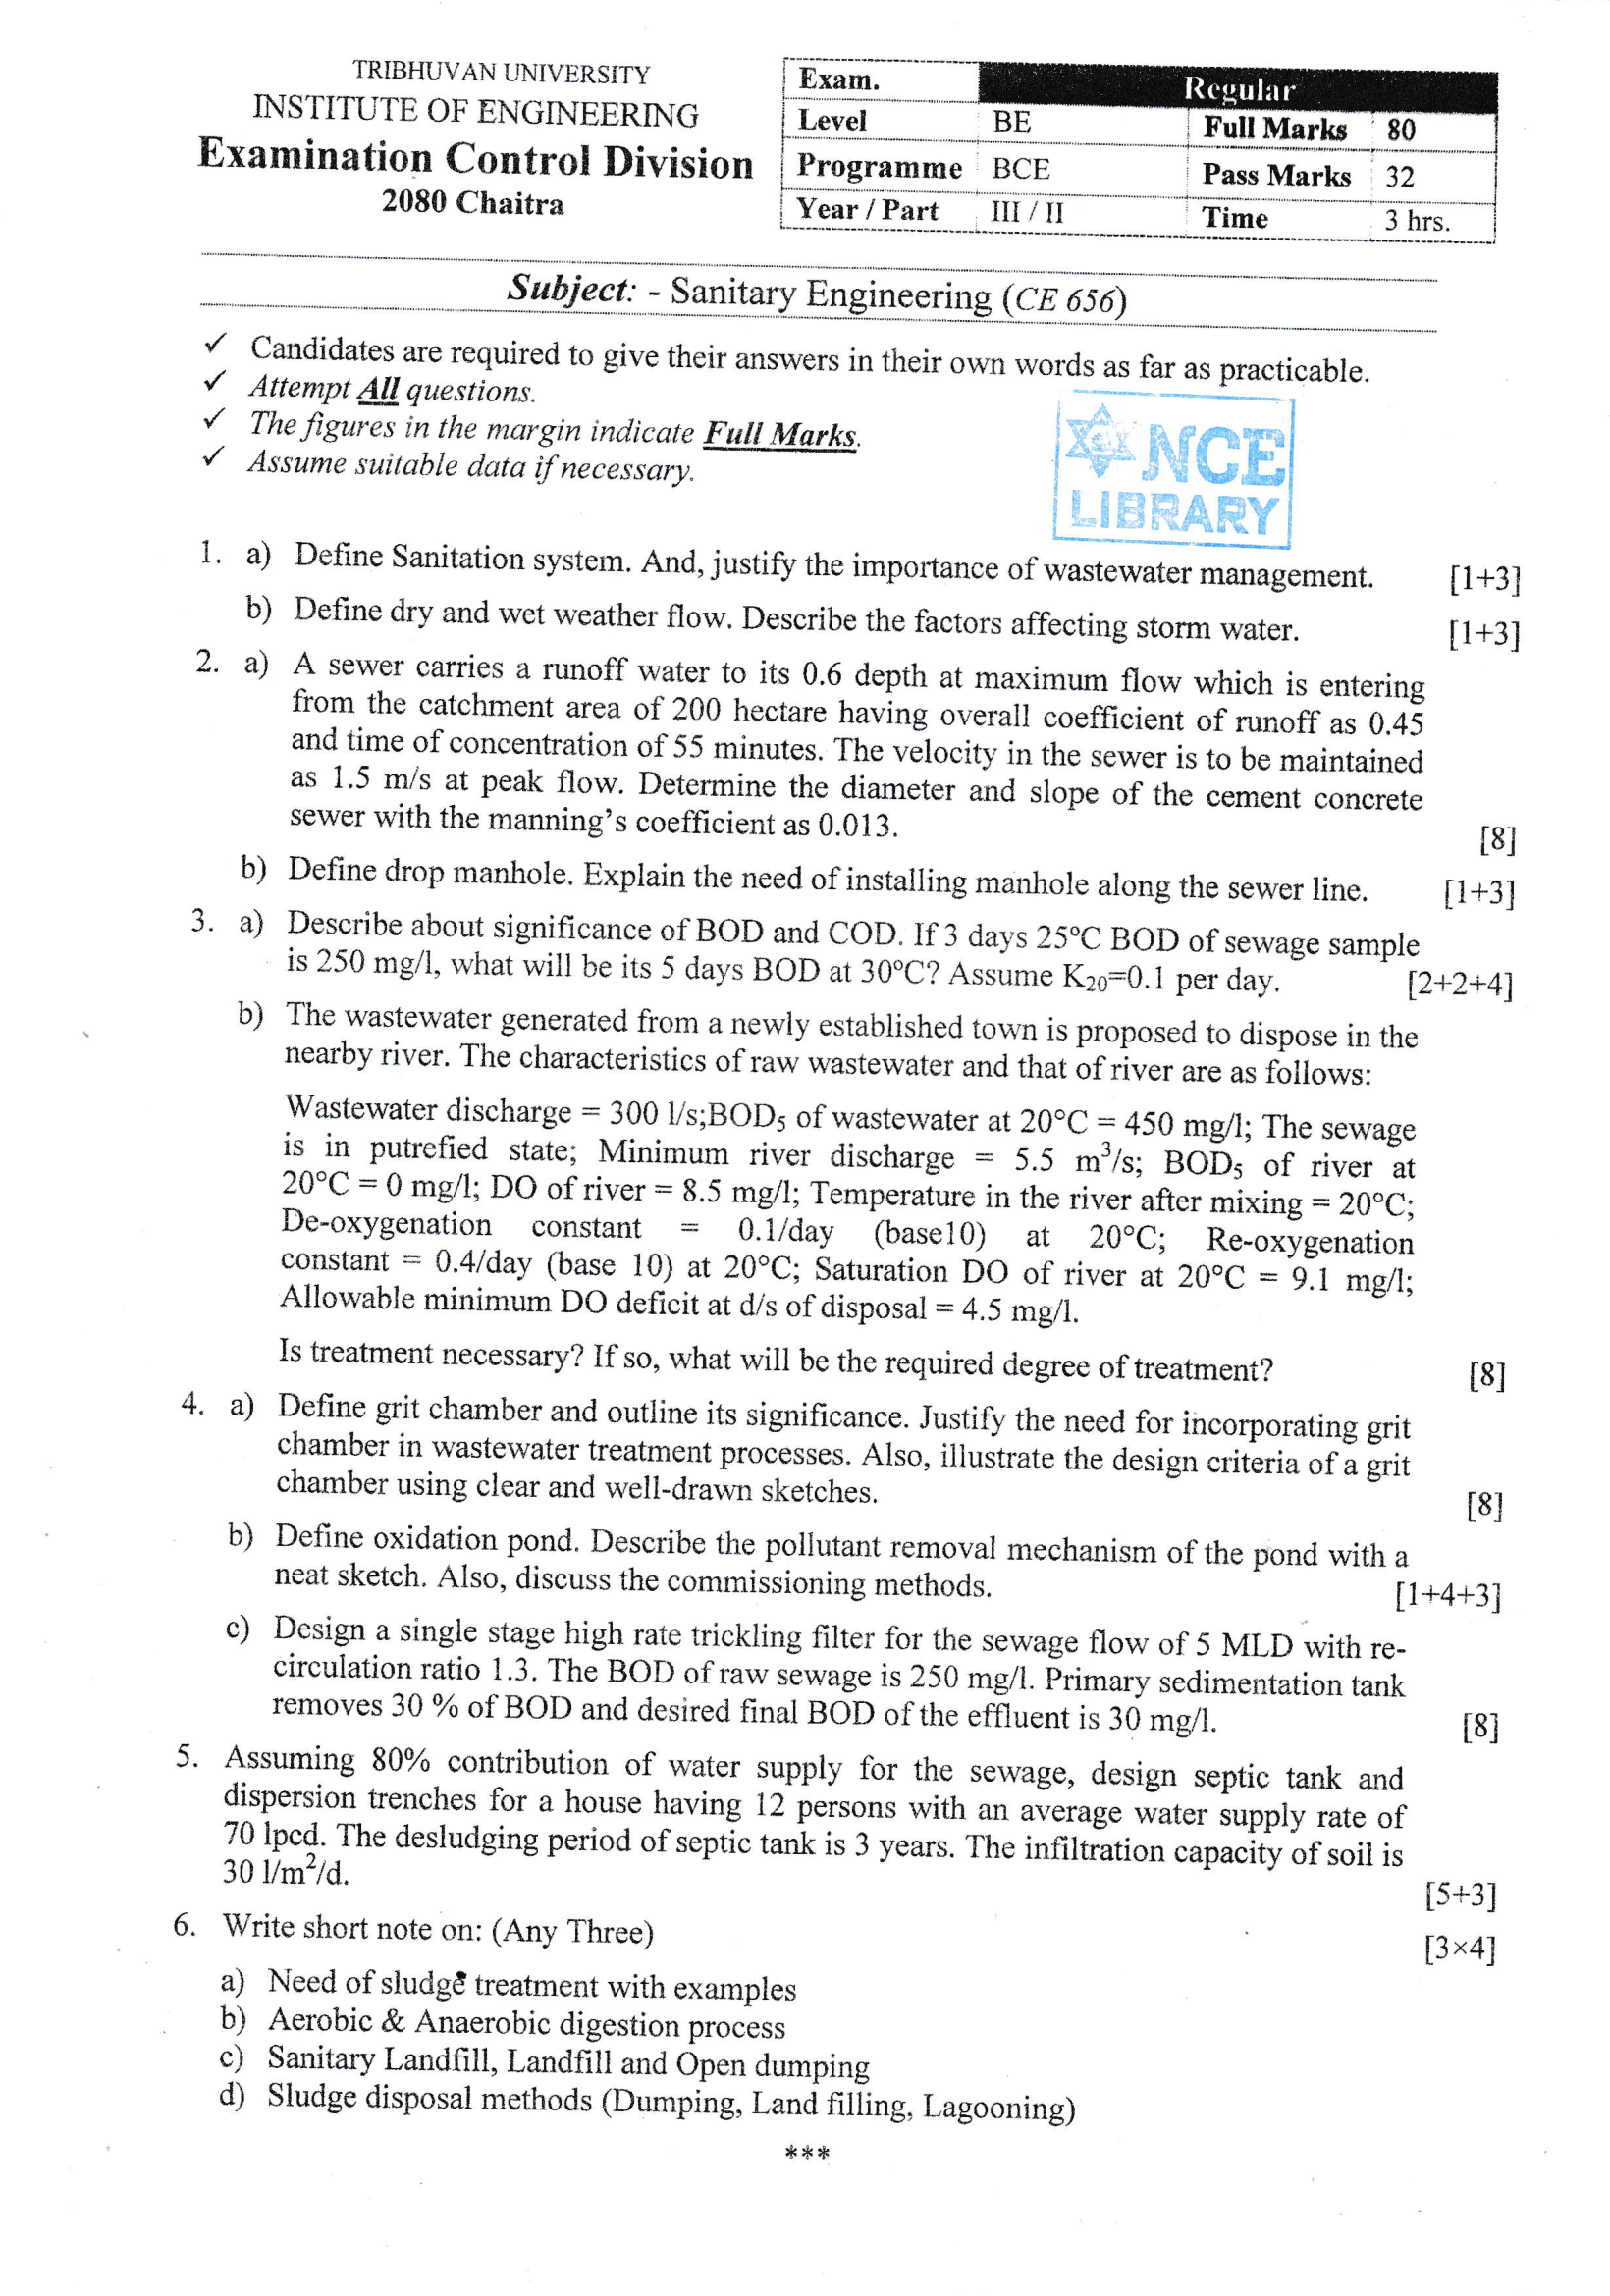 TRIBHUVAN UNIVERSITY
INSTITUTE OF ENGINEERING
Examination Control Division
2080 Chaitra
Exam. Regular
Level BE Full Marks 80
Programme BCE Pass Marks 32
Year / Part III / II Time 3 hrs.
Subject: - Sanitary Engineering (CE 656)
✓ Candidates are required to give their answers in their own words as far as practicable.
✓ Attempt All questions.
✓ The figures in the margin indicate Full Marks.
✓ Assume suitable data if necessary.
NCE
LIBRARY
1. a) Define Sanitation system. And, justify the importance of wastewater management. [1+3]
b) Define dry and wet weather flow. Describe the factors affecting storm water. [1+3]
2. a) A sewer carries a runoff water to its 0.6 depth at maximum flow which is entering
from the catchment area of 200 hectare having overall coefficient of runoff as 0.45
and time of concentration of 55 minutes. The velocity in the sewer is to be maintained
as 1.5 m/s at peak flow. Determine the diameter and slope of the cement concrete
sewer with the manning's coefficient as 0.013. [8]
b) Define drop manhole. Explain the need of installing manhole along the sewer line. [1+3]
3. a) Describe about significance of BOD and COD. If 3 days 25°C BOD of sewage sample
is 250 mg/l, what will be its 5 days BOD at 30°C? Assume K20=0.1 per day. [2+2+4]
b) The wastewater generated from a newly established town is proposed to dispose in the
nearby river. The characteristics of raw wastewater and that of river are as follows:
Wastewater discharge = 300 l/s;BOD5 of wastewater at 20°C = 450 mg/l; The sewage
is in putrefied state; Minimum river discharge = 5.5 m³/s; BOD5 of river at
20°C = 0 mg/l; DO of river = 8.5 mg/l; Temperature in the river after mixing = 20°C;
De-oxygenation constant = 0.1/day (base10) at 20°C; Re-oxygenation
constant = 0.4/day (base 10) at 20°C; Saturation DO of river at 20°C = 9.1 mg/l;
Allowable minimum DO deficit at d/s of disposal = 4.5 mg/l.
Is treatment necessary? If so, what will be the required degree of treatment? [8]
4. a) Define grit chamber and outline its significance. Justify the need for incorporating grit
chamber in wastewater treatment processes. Also, illustrate the design criteria of a grit
chamber using clear and well-drawn sketches. [8]
b) Define oxidation pond. Describe the pollutant removal mechanism of the pond with a
neat sketch. Also, discuss the commissioning methods. [1+4+3]
c) Design a single stage high rate trickling filter for the sewage flow of 5 MLD with re-
circulation ratio 1.3. The BOD of raw sewage is 250 mg/l. Primary sedimentation tank
removes 30 % of BOD and desired final BOD of the effluent is 30 mg/l. [8]
5. Assuming 80% contribution of water supply for the sewage, design septic tank and
dispersion trenches for a house having 12 persons with an average water supply rate of
70 lpcd. The desludging period of septic tank is 3 years. The infiltration capacity of soil is
30 l/m²/d. [5+3]
6. Write short note on: (Any Three) [3×4]
a) Need of sludge treatment with examples
b) Aerobic & Anaerobic digestion process
c) Sanitary Landfill, Landfill and Open dumping
d) Sludge disposal methods (Dumping, Land filling, Lagooning)
***